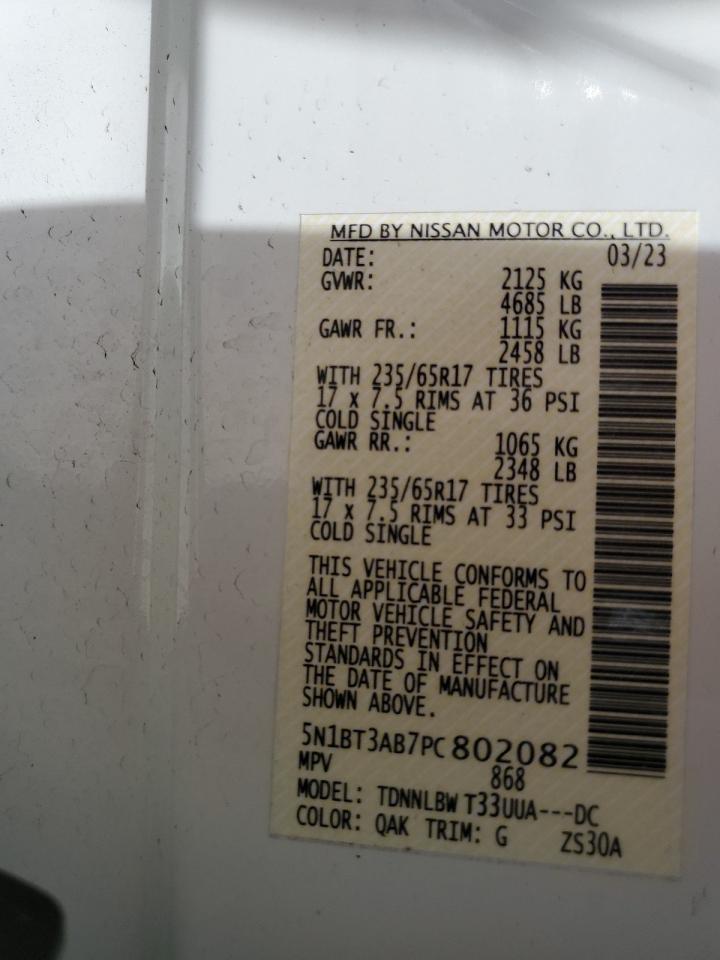 MFD BY NISSAN MOTOR CO., LTD.
DATE: 03/23
GVWR: 2125 KG
4685 LB
GAWR FR.: 1115 KG
2458 LB
WITH 235/65R17 TIRES
17 x 7.5 RIMS AT 36 PSI
COLD SINGLE
GAWR RR.: 1065 KG
2348 LB
WITH 235/65R17 TIRES
17 x 7.5 RIMS AT 33 PSI
COLD SINGLE
THIS VEHICLE CONFORMS TO
ALL APPLICABLE FEDERAL
MOTOR VEHICLE SAFETY AND
THEFT PREVENTION
STANDARDS IN EFFECT ON
THE DATE OF MANUFACTURE
SHOWN ABOVE.
5N1BT3AB7PC802082
MPV 868
MODEL: TDNNLBW T33UUA---DC
COLOR: QAK TRIM: G ZS30A